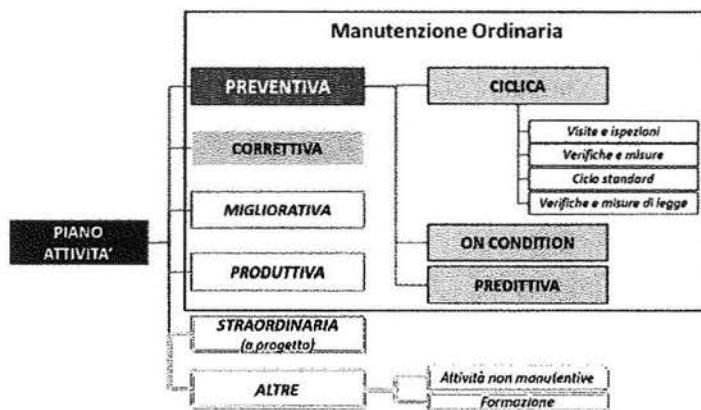 Manutenzione Ordinaria
PREVENTIVA
CICLICA
Visite e ispezioni
Verifiche e misure
Ciclo standard
Verifiche e misure di legge
CORRETTIVA
MIGLIORATIVA
PIANO
ATTIVITA'
ON CONDITION
PRODUTTIVA
PREDITTIVA
STRAORDINARIA
(a progetto)
ALTRE
Attività non manutentive
Formazione